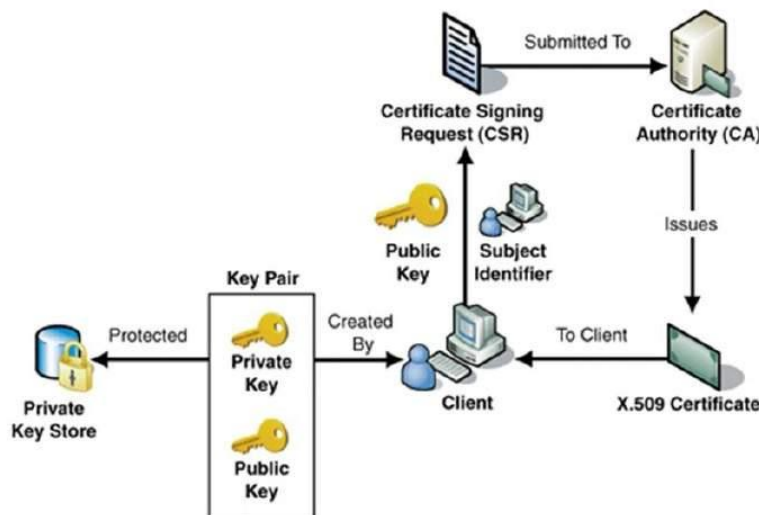 Submitted To
Certificate Signing
Request (CSR)
Certificate
Authority (CA)
Public
Key
Subject
Identifier
Issues
Key Pair
Protected
Private
Key
Created
By
To Client
Private
Key Store
Client
X.509 Certificate
Public
Key